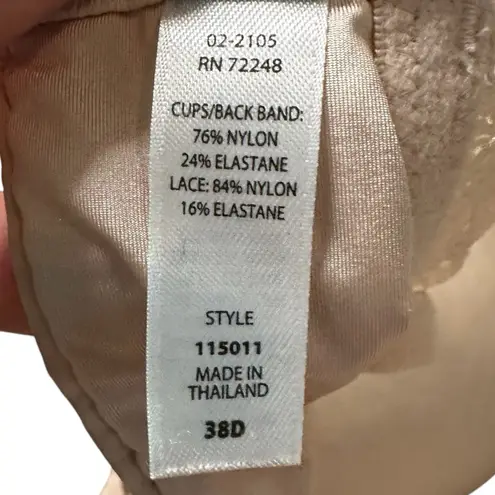 02-2105
RN 72248
CUPS/BACK BAND:
76% NYLON
24% ELASTANE
LACE: 84% NYLON
16% ELASTANE
STYLE
115011
MADE IN
THAILAND
38D